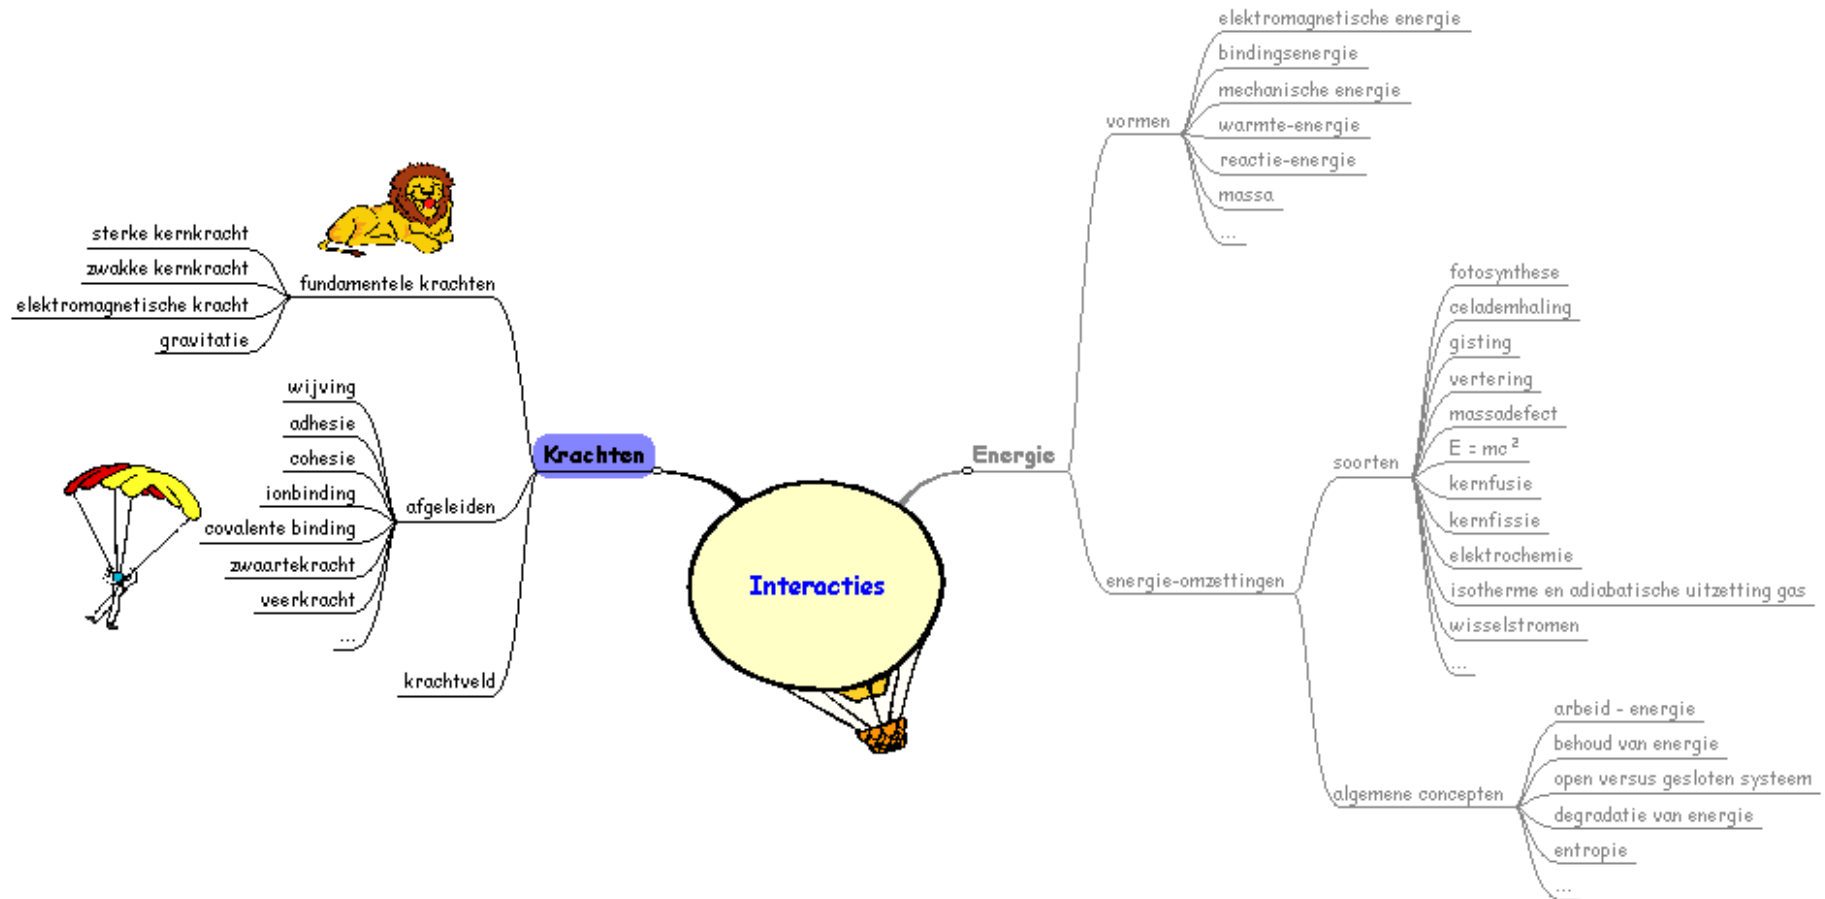 Interacties
Krachten
fundamentele krachten
sterke kernkracht
zwakke kernkracht
elektromagnetische kracht
gravitatie
afgeleiden
wijving
adhesie
cohesie
ionbinding
covalente binding
zwaartekracht
veerkracht
...
krachtveld
Energie
vormen
elektromagnetische energie
bindingsenergie
mechanische energie
warmte-energie
reactie-energie
massa
...
energie-omzettingen
soorten
fotosynthese
celademhaling
gisting
vertering
massadefect
E = mc²
kernfusie
kernfissie
elektrochemie
isotherme en adiabatische uitzetting gas
wisselstromen
...
algemene concepten
arbeid - energie
behoud van energie
open versus gesloten systeem
degradatie van energie
entropie
...